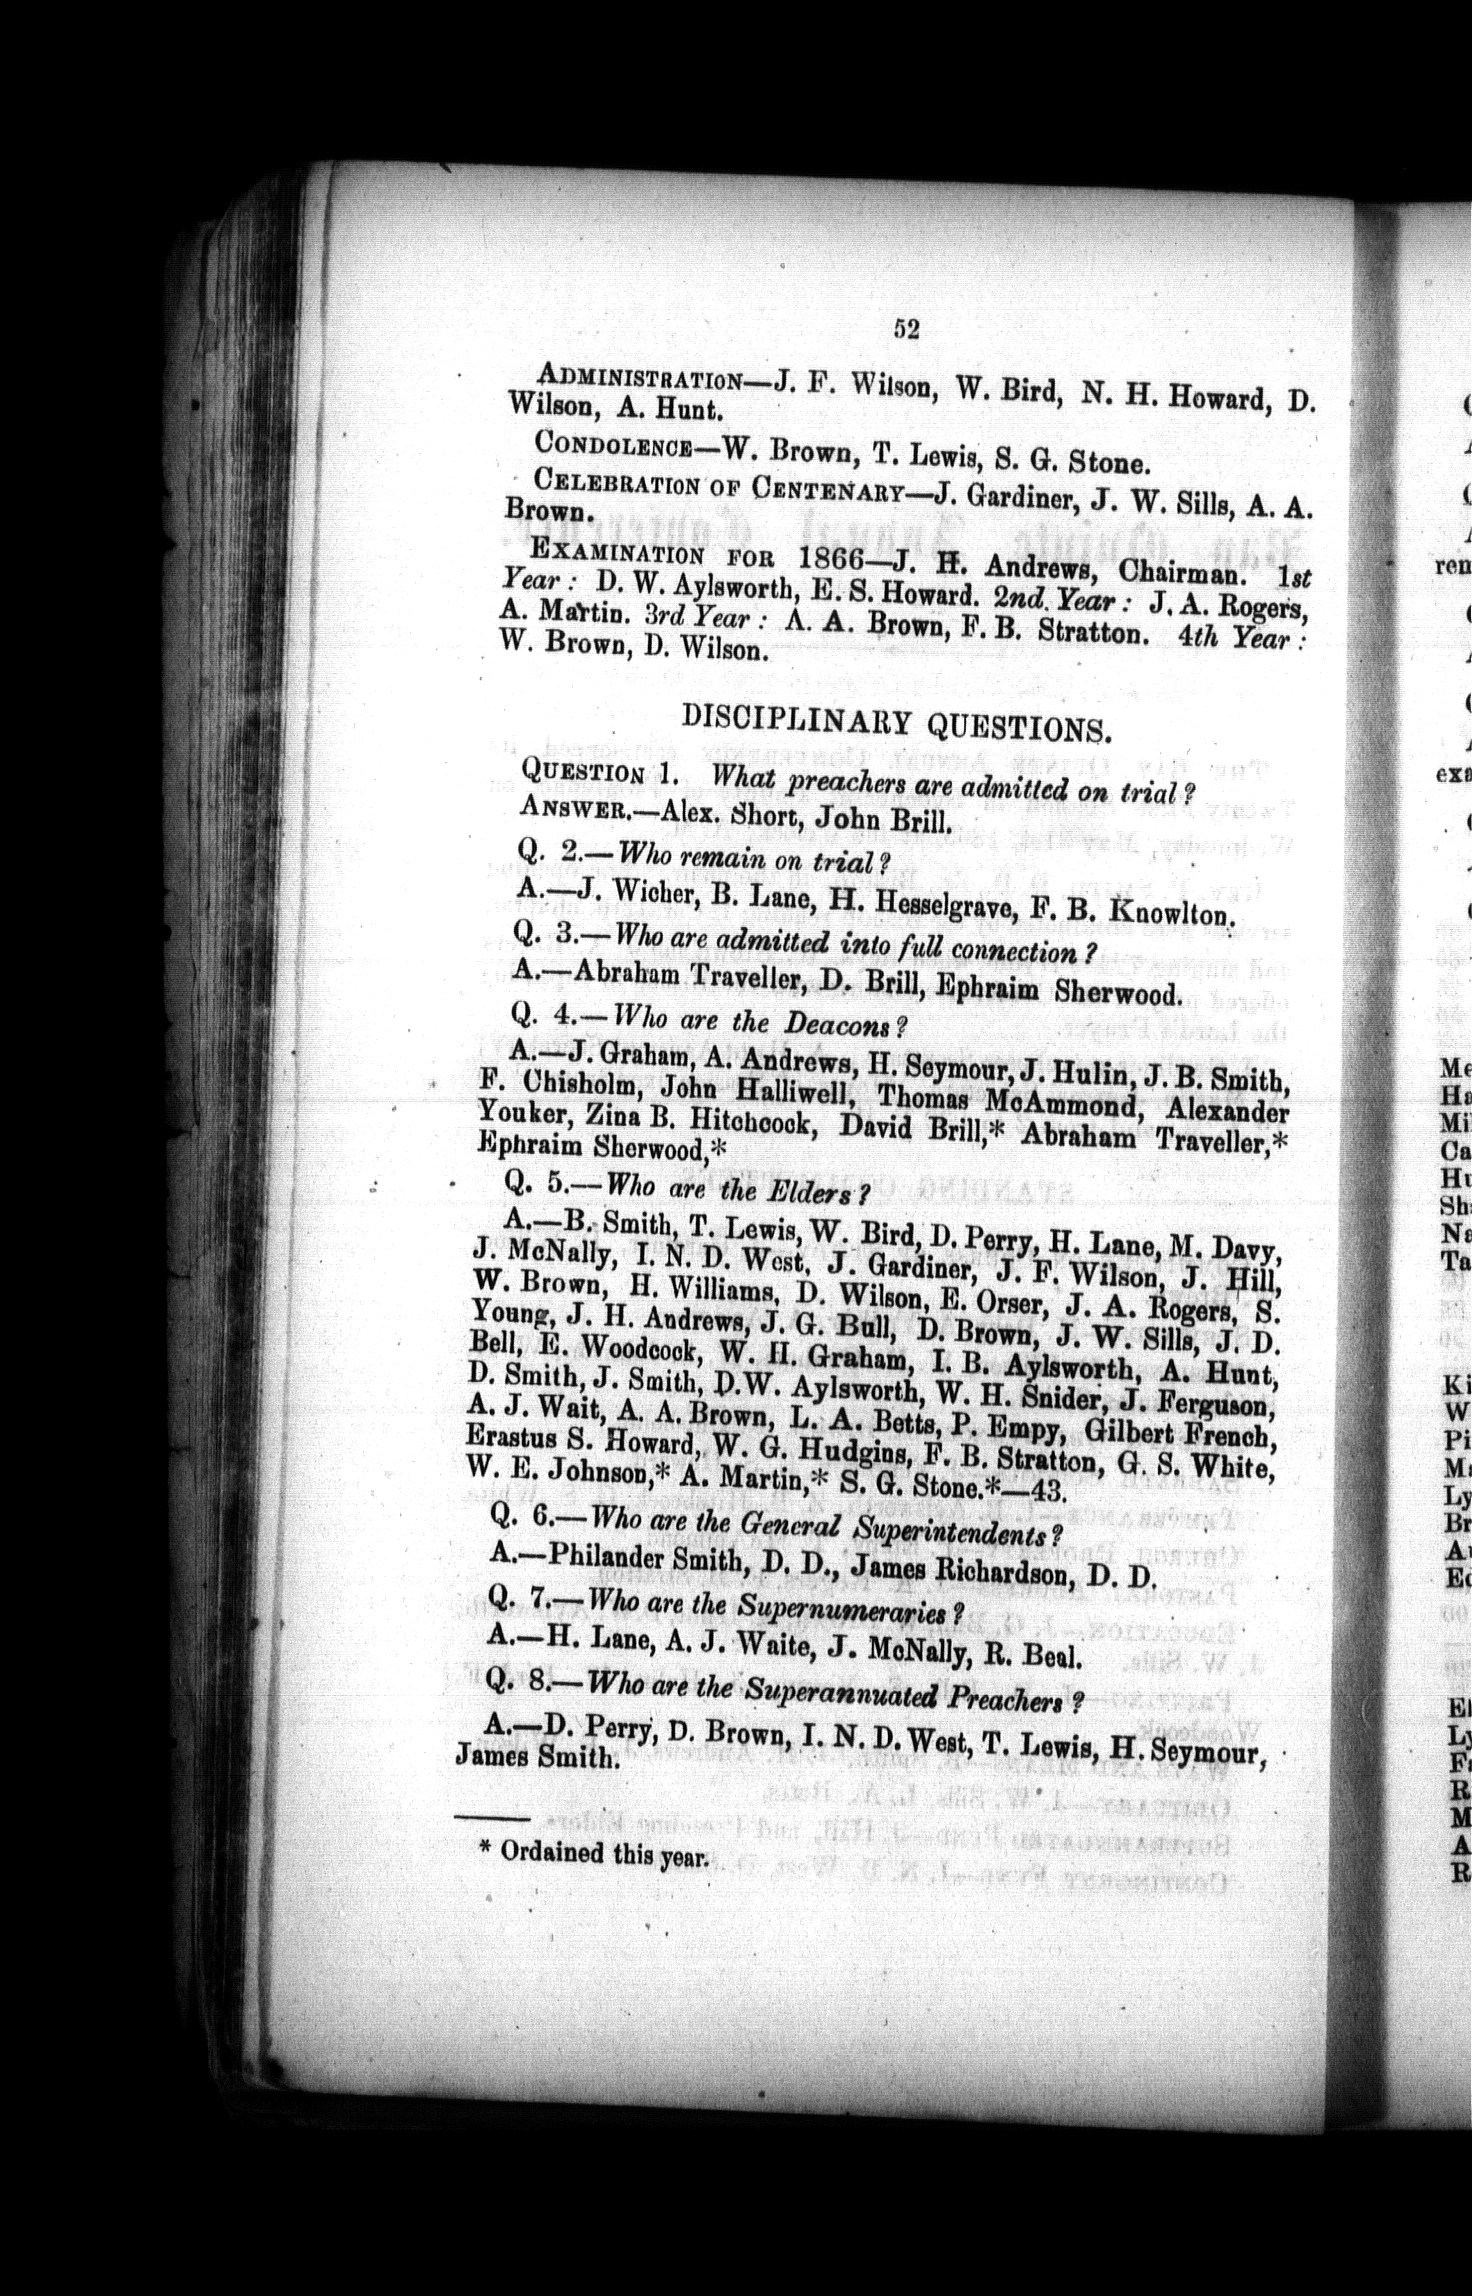 52
ADMINISTRATION—J. F. Wilson, W. Bird, N. H. Howard, D.
Wilson, A. Hunt.
CONDOLENCE—W. Brown, T. Lewis, S. G. Stone.
CELEBRATION OF CENTENARY—J. Gardiner, J. W. Sills, A. A.
Brown.
EXAMINATION FOR 1866—J. H. Andrews, Chairman. 1st
Year: D. W. Aylsworth, E. S. Howard. 2nd. Year: J. A. Rogers,
A. Martin. 3rd Year: A. A. Brown, F. B. Stratton. 4th Year:
W. Brown, D. Wilson.
DISCIPLINARY QUESTIONS.
QUESTION 1. What preachers are admitted on trial?
ANSWER.—Alex. Short, John Brill.
Q. 2.—Who remain on trial?
A.—J. Wicher, B. Lane, H. Hesselgrave, F. B. Knowlton.
Q. 3.—Who are admitted into full connection?
A.—Abraham Traveller, D. Brill, Ephraim Sherwood.
Q. 4.—Who are the Deacons?
A.—J. Graham, A. Andrews, H. Seymour, J. Hulin, J. B. Smith,
F. Chisholm, John Halliwell, Thomas McAmmond, Alexander
Youker, Zina B. Hitchcock, David Brill,* Abraham Traveller,*
Ephraim Sherwood,*
Q. 5.—Who are the Elders?
A.—B. Smith, T. Lewis, W. Bird, D. Perry, H. Lane, M. Davy,
J. McNally, I. N. D. West, J. Gardiner, J. F. Wilson, J. Hill,
W. Brown, H. Williams, D. Wilson, E. Orser, J. A. Rogers, S.
Young, J. H. Andrews, J. G. Bull, D. Brown, J. W. Sills, J. D.
Bell, E. Woodcock, W. H. Graham, I. B. Aylsworth, A. Hunt,
D. Smith, J. Smith, D. W. Aylsworth, W. H. Snider, J. Ferguson,
A. J. Wait, A. A. Brown, L. A. Betts, P. Empy, Gilbert French,
Erastus S. Howard, W. G. Hudgins, F. B. Stratton, G. S. White,
W. E. Johnson,* A. Martin,* S. G. Stone.*—43.
Q. 6.—Who are the General Superintendents?
A.—Philander Smith, D. D., James Richardson, D. D.
Q. 7.—Who are the Supernumeraries?
A.—H. Lane, A. J. Waite, J. McNally, R. Beal.
Q. 8.—Who are the Superannuated Preachers?
A.—D. Perry, D. Brown, I. N. D. West, T. Lewis, H. Seymour,
James Smith.
* Ordained this year.